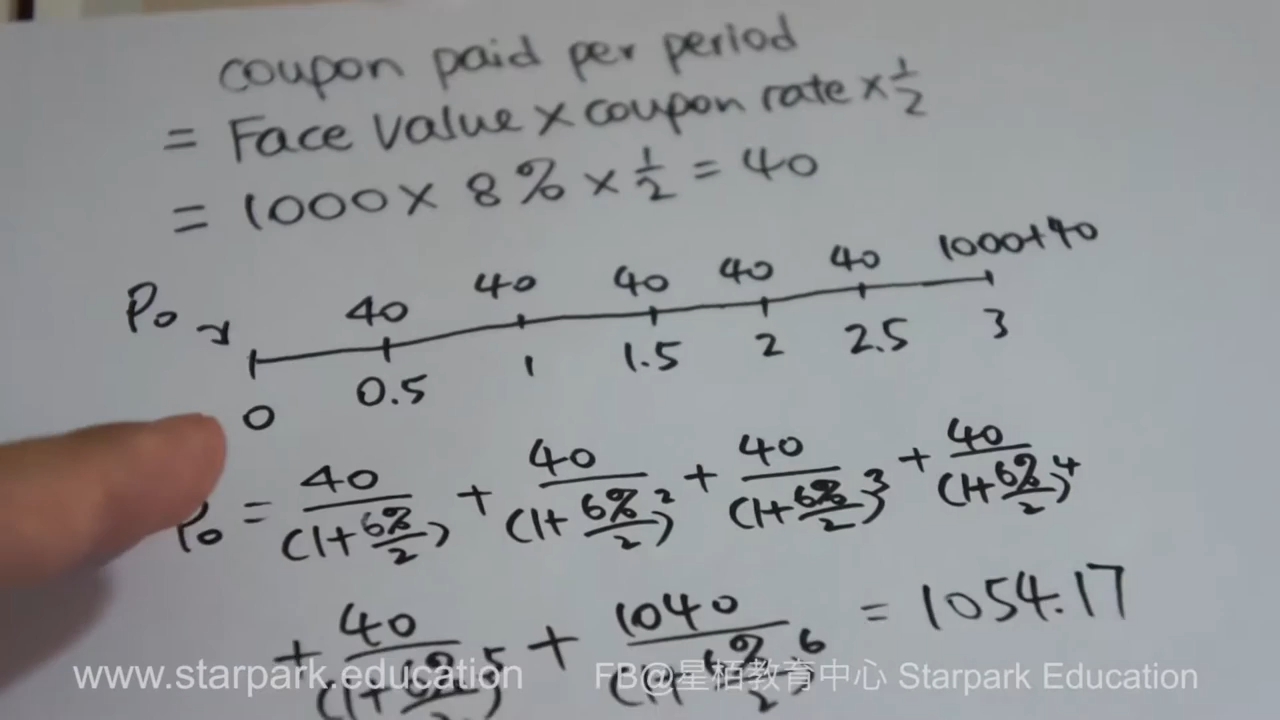 coupon paid per period
= Face Value × coupon rate × 1/2
= 1000 × 8% × 1/2 = 40
P0 40 40 40 40 40 1000+40
0 0.5 1 1.5 2 2.5 3
P0 = 40/(1+6%/2) + 40/(1+6%/2)^2 + 40/(1+6%/2)^3 + 40/(1+6%/2)^4
+ 40/(1+6%/2)^5 + 1040/(1+6%/2)^6 = 1054.17
www.starpark.education FB@星栢教育中心 Starpark Education